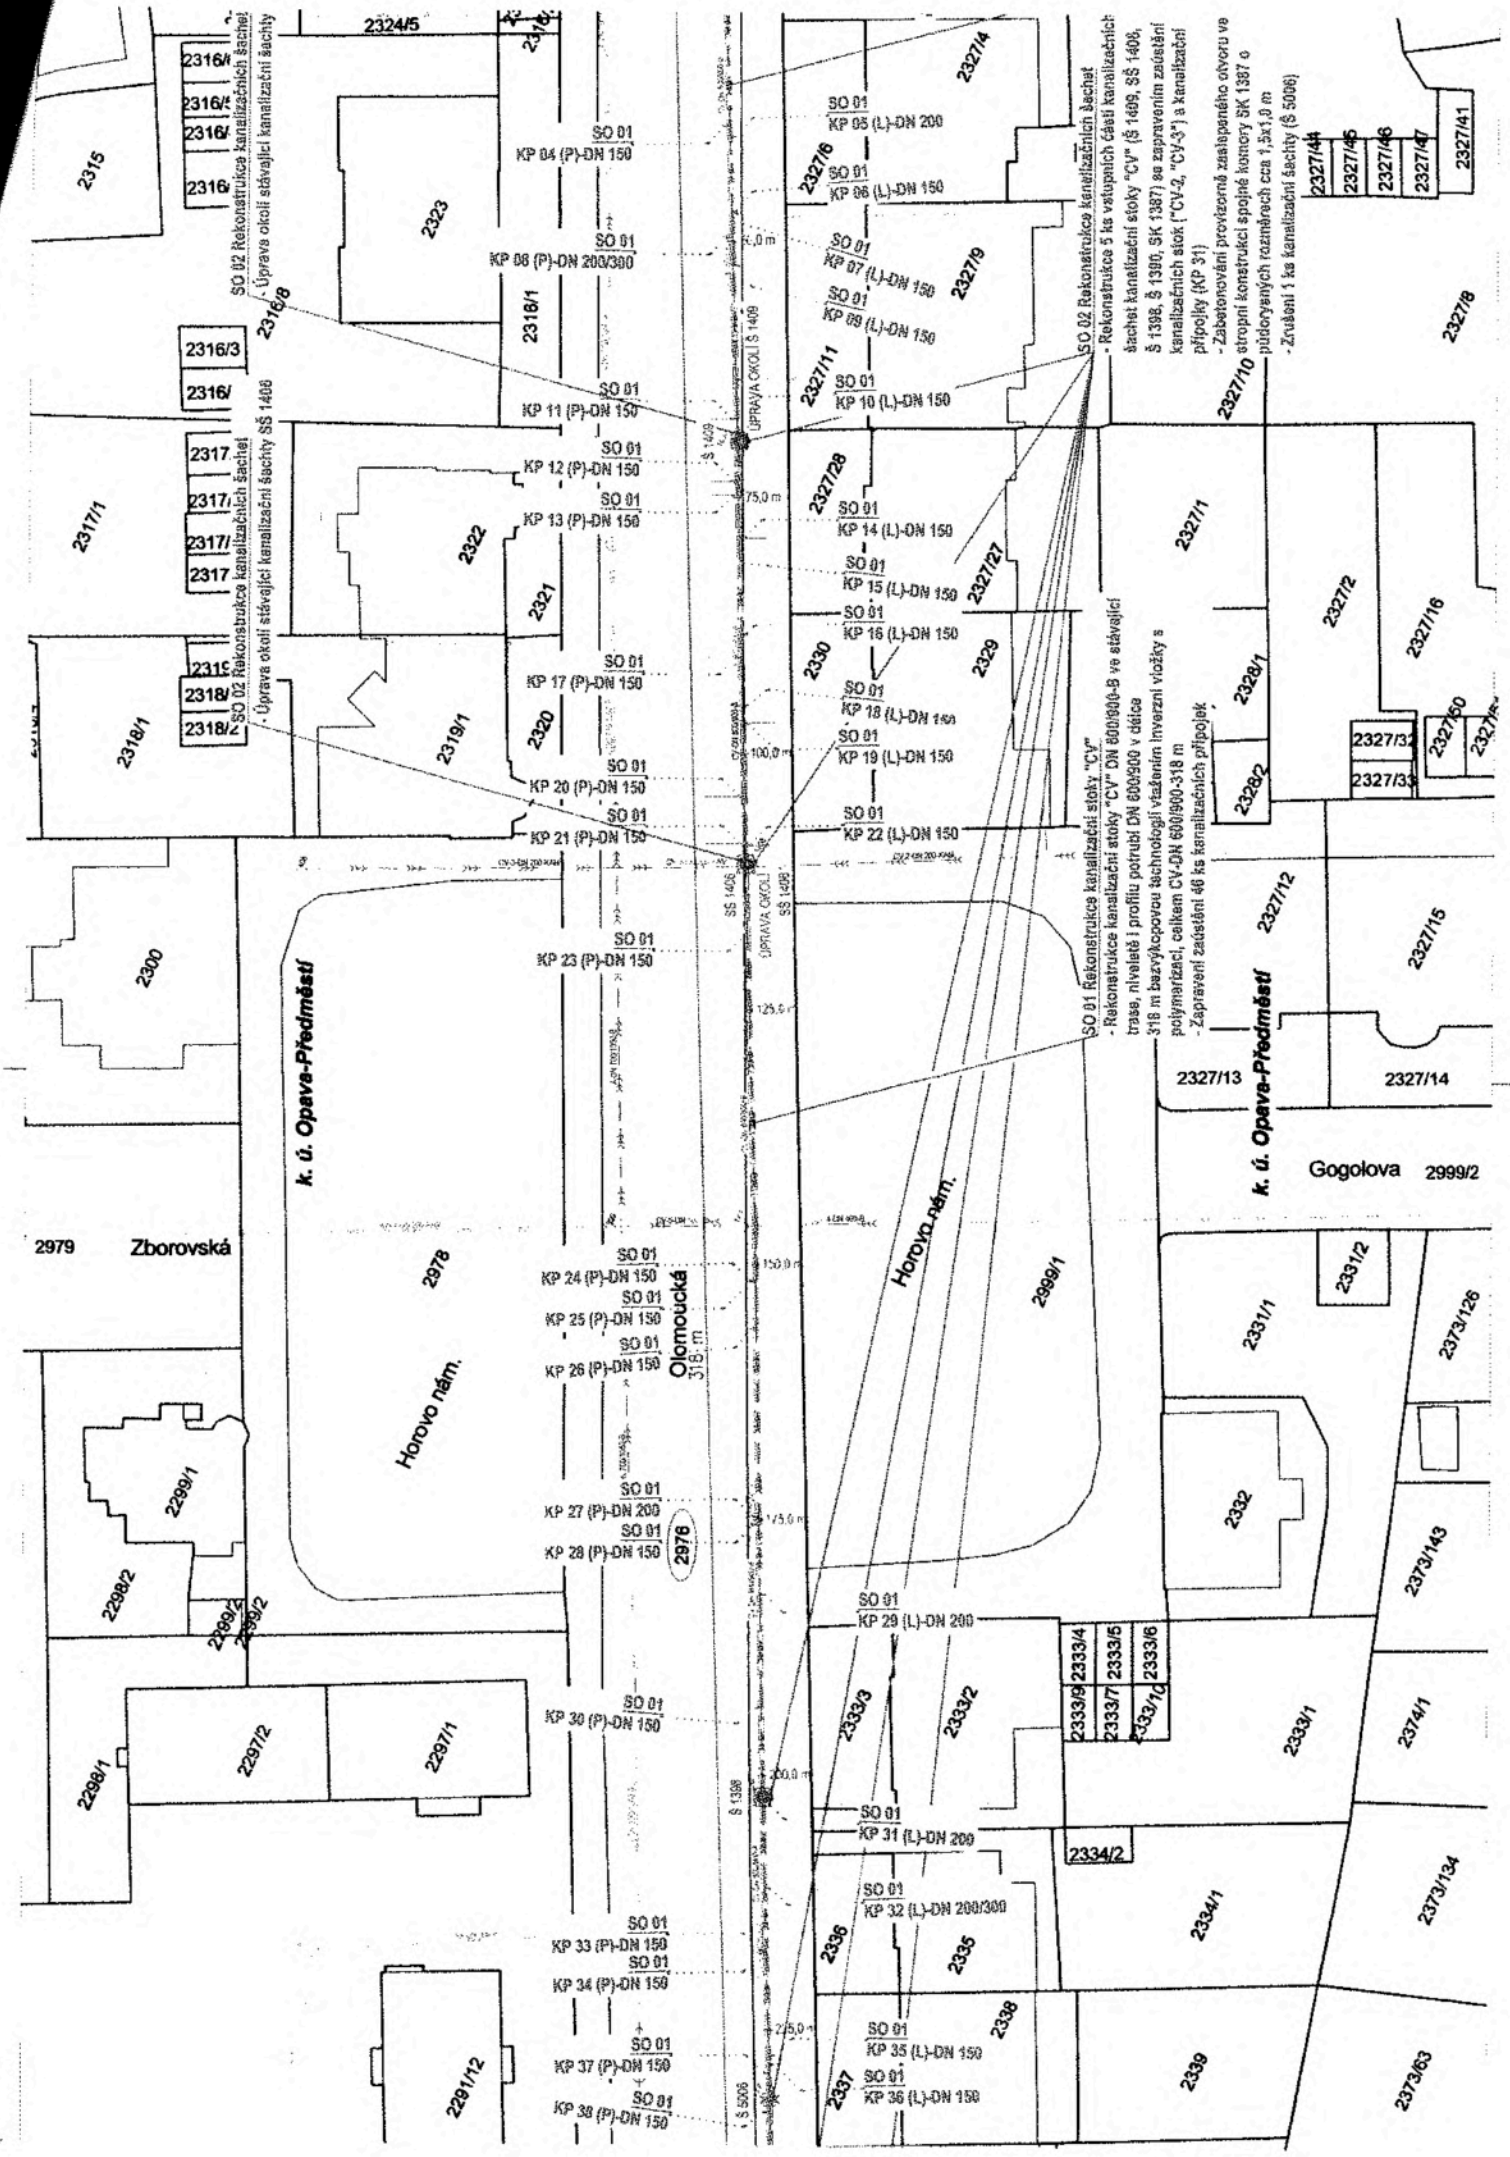 2315
2316/3
2316/8
2324/5
2323
2316/1
SO 02 Rekonstrukce kanalizačních šachet
- Úprava okolí stávající kanalizační šachty
2317/1
2322
2321
SO 02 Rekonstrukce kanalizačních šachet
- Úprava okolí stávající kanalizační šachty SŠ 1406
2318/1
2318/2
2319/1
2320
2300
k. ú. Opava-Předměstí
2979
Zborovská
2978
Horovo nám.
2299/1
2298/2
2299/2
2299/2
2298/1
2297/2
2297/1
2291/12
SO 01
KP 04 (P)-DN 150
SO 01
KP 08 (P)-DN 200/300
SO 01
KP 11 (P)-DN 150
SO 01
KP 12 (P)-DN 150
SO 01
KP 13 (P)-DN 150
SO 01
KP 17 (P)-DN 150
SO 01
KP 20 (P)-DN 150
SO 01
KP 21 (P)-DN 150
SO 01
KP 23 (P)-DN 150
SO 01
KP 24 (P)-DN 150
SO 01
KP 25 (P)-DN 150
SO 01
KP 26 (P)-DN 150
SO 01
KP 27 (P)-DN 200
SO 01
KP 28 (P)-DN 150
SO 01
KP 30 (P)-DN 150
SO 01
KP 33 (P)-DN 150
SO 01
KP 34 (P)-DN 150
SO 01
KP 37 (P)-DN 150
SO 01
KP 38 (P)-DN 150
Olomoucká
318, m
2976
Š 1409
ÚPRAVA OKOLÍ Š 1409
75,0 m
100,0 m
SŠ 1406
ÚPRAVA OKOLÍ
SŠ 1406
125,0 m
150,0 m
175,0 m
Š 1398
200,0 m
Š 5006
SO 01
KP 05 (L)-DN 200
SO 01
KP 06 (L)-DN 150
SO 01
KP 07 (L)-DN 150
SO 01
KP 09 (L)-DN 150
SO 01
KP 10 (L)-DN 150
SO 01
KP 14 (L)-DN 150
SO 01
KP 15 (L)-DN 150
SO 01
KP 16 (L)-DN 150
SO 01
KP 18 (L)-DN 150
SO 01
KP 19 (L)-DN 150
SO 01
KP 22 (L)-DN 150
SO 01
KP 29 (L)-DN 200
SO 01
KP 31 (L)-DN 200
SO 01
KP 32 (L)-DN 200/300
SO 01
KP 35 (L)-DN 150
SO 01
KP 36 (L)-DN 150
2327/4
2327/6
2327/9
2327/11
2327/28
2327/27
2330
2329
SO 02 Rekonstrukce kanalizačních šachet
- Rekonstrukce 5 ks vstupních částí kanalizačních
šachet kanalizační stoky "CV" (Š 1409, SŠ 1406,
Š 1398, Š 1390, SK 1387) se zapravením zaústění
kanalizačních stok ("CV-2, "CV-3") a kanalizační
přípojky (KP 31)
- Zabetonování provizorně zaslepeného otvoru ve
stropní konstrukci spojné komory SK 1387 o
půdorysných rozměrech cca 1,5x1,0 m
- Zrušení 1 ks kanalizační šachty (Š 5006)
2327/44
2327/45
2327/46
2327/47
2327/41
2327/8
2327/10
2327/1
2327/2
2327/16
2328/1
2328/2
2327/32
2327/33
2327/50
SO 01 Rekonstrukce kanalizační stoky "CV"
- Rekonstrukce kanalizační stoky "CV" DN 600/900-B ve stávající
trase, niveletě i profilu potrubí DN 600/900 v délce
318 m bezvýkopovou technologií vtažením inverzní vložky s
polymerizací, celkem CV-DN 600/900-318 m
- Zapravení zaústění 46 ks kanalizačních přípojek
2327/12
2327/15
2327/13
2327/14
k. ú. Opava-Předměstí
Gogolova
2999/2
Horovo nám.
2999/1
2331/1
2331/2
2373/126
2332
2373/143
2333/3
2333/2
2333/4
2333/5
2333/6
2333/9
2333/7
2333/10
2333/1
2374/1
2334/2
2334/1
2373/134
2336
2335
2337
2338
2339
2373/63